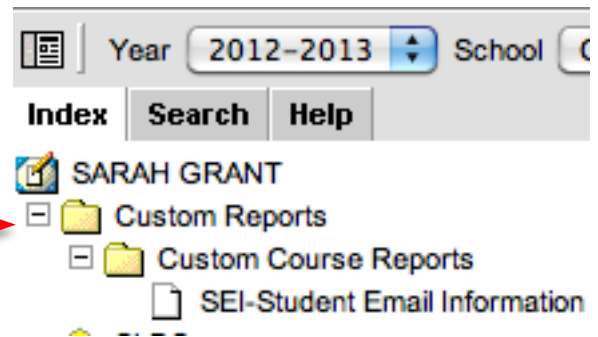 Year 2012-2013 School
Index Search Help
SARAH GRANT
Custom Reports
Custom Course Reports
SEI-Student Email Information